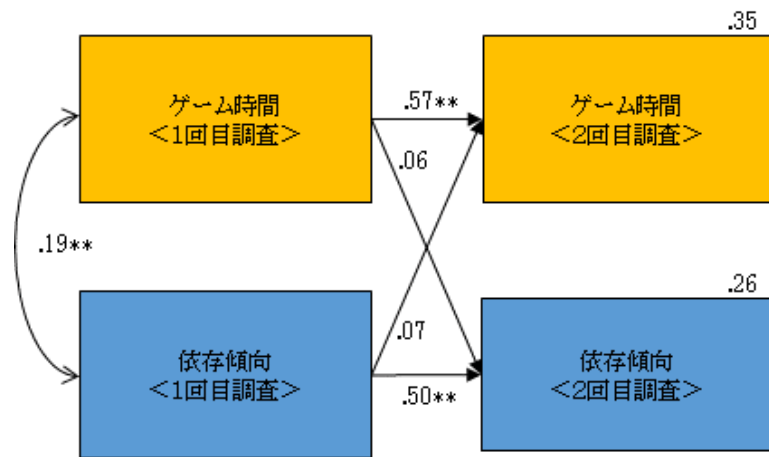 .35
ゲーム時間
<1回目調査>
.57**
ゲーム時間
<2回目調査>
.06
.19**
.26
.07
依存傾向
<1回目調査>
.50**
依存傾向
<2回目調査>